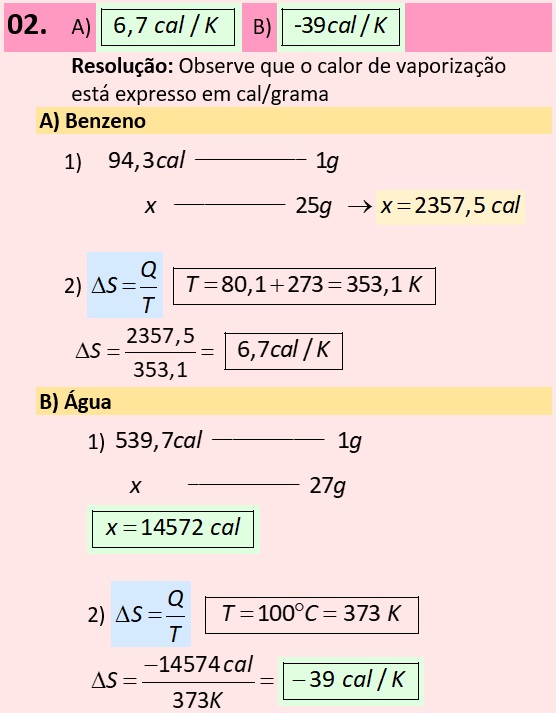 02. A) 6,7 cal / K B) -39cal / K
Resolução: Observe que o calor de vaporização
está expresso em cal/grama
A) Benzeno
1) 94,3cal ———— 1g
x ———— 25g → x = 2357,5 cal
2) ΔS = Q/T T = 80,1 + 273 = 353,1 K
ΔS = 2357,5/353,1 = 6,7cal / K
B) Água
1) 539,7cal ———— 1g
x ———— 27g
x = 14572 cal
2) ΔS = Q/T T = 100°C = 373 K
ΔS = −14574 cal/373K = −39 cal / K